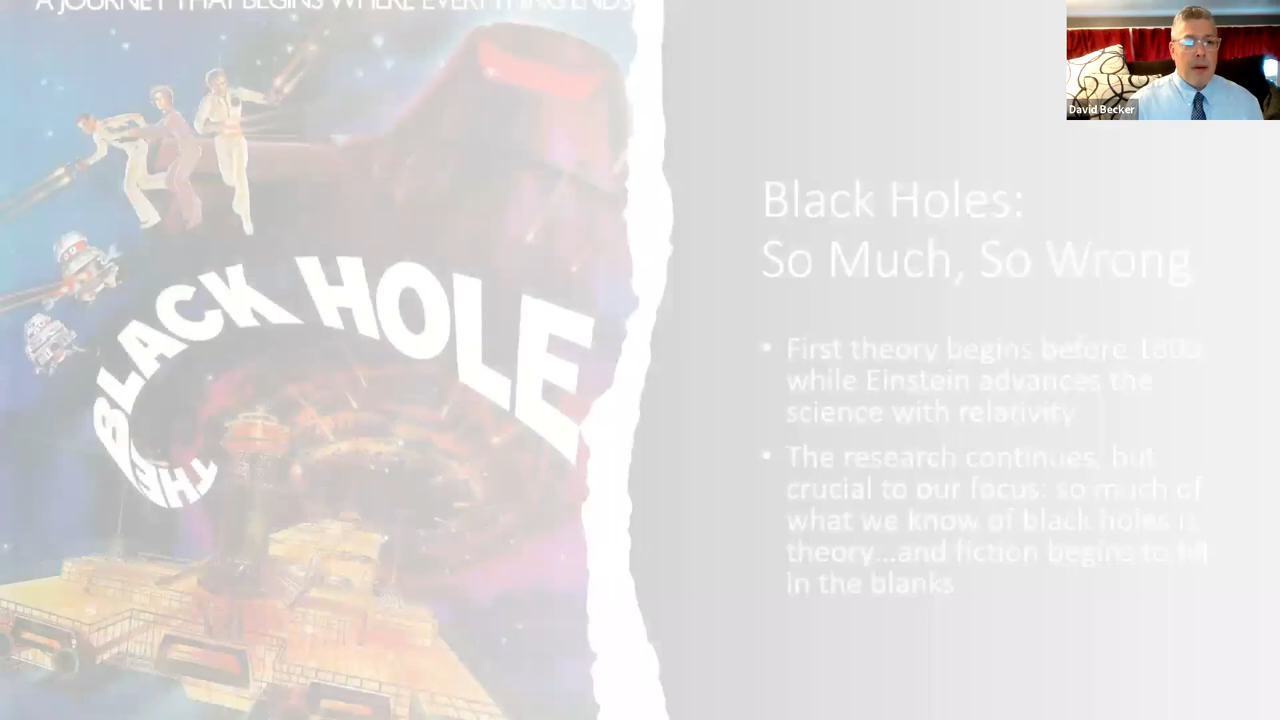 A JOURNEY THAT BEGINS WHERE EVERYTHING ENDS
David Becker
THE BLACK HOLE
Black Holes:
So Much, So Wrong
• First theory begins before 1800,
while Einstein advances the
science with relativity
• The research continues, but
crucial to our focus: so much of
what we know of black holes is
theory...and fiction begins to fill
in the blanks